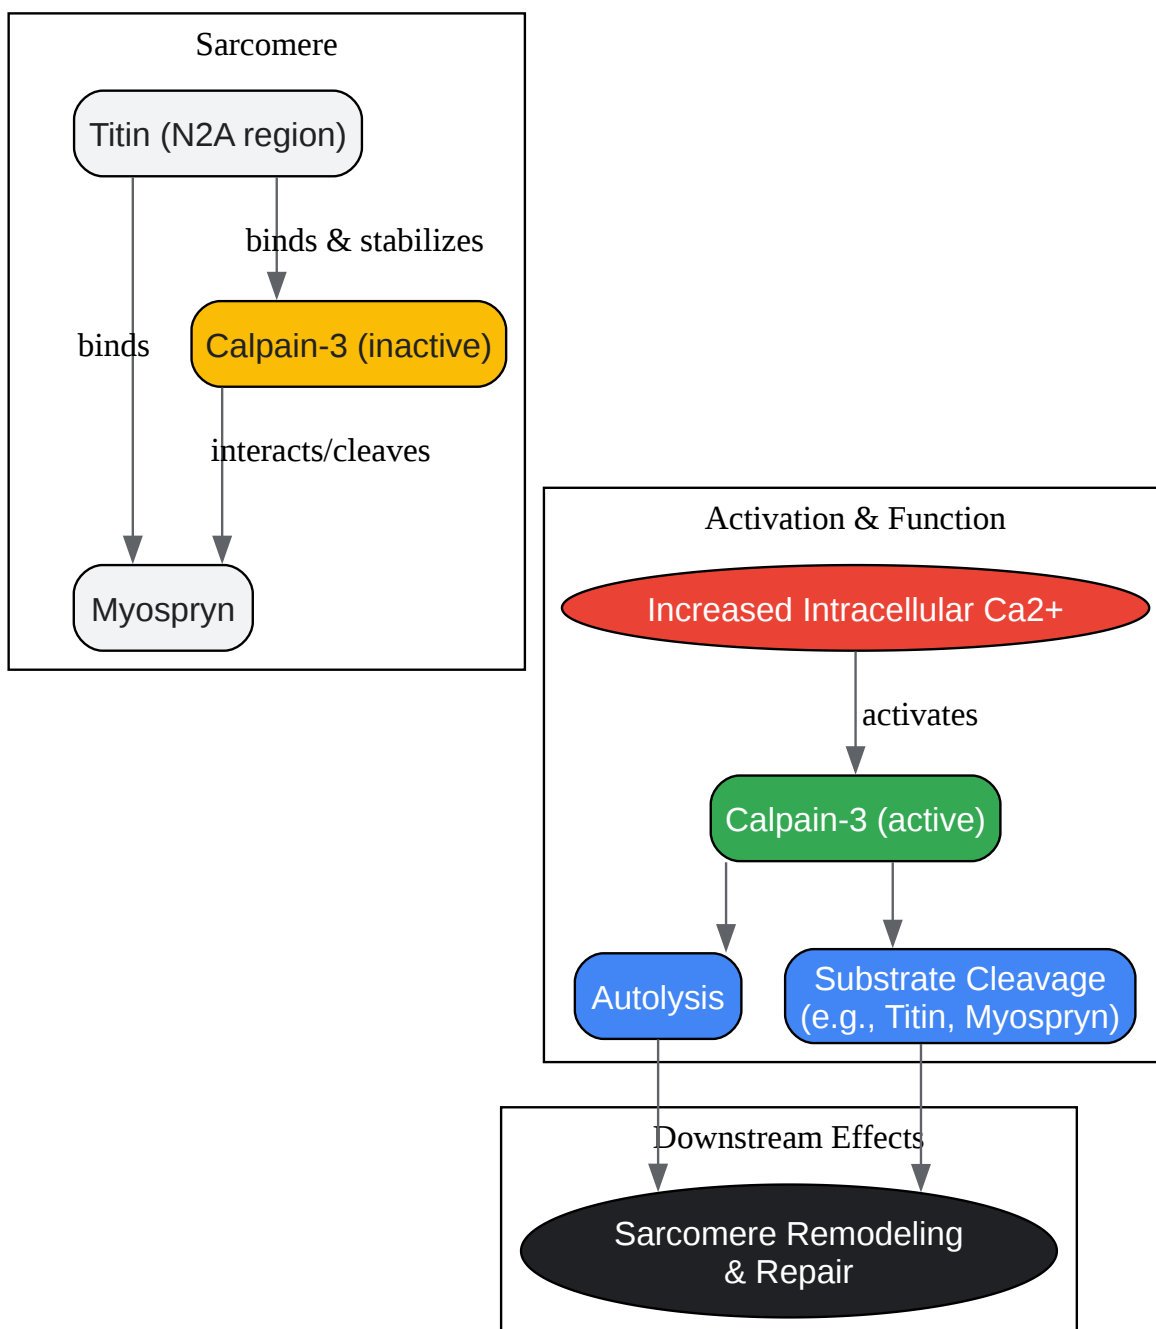 Sarcomere
Titin (N2A region)
binds & stabilizes
binds
Calpain-3 (inactive)
interacts/cleaves
Myospryn
Activation & Function
Increased Intracellular Ca2+
activates
Calpain-3 (active)
Autolysis
Substrate Cleavage
(e.g., Titin, Myospryn)
Downstream Effects
Sarcomere Remodeling
& Repair